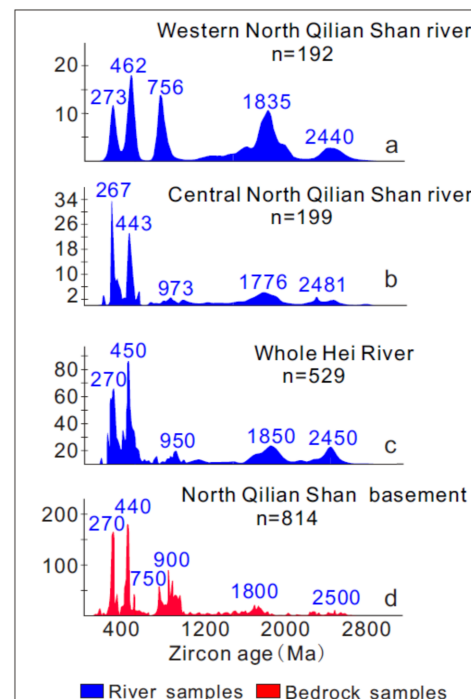 Western North Qilian Shan river
n=192
20
10
273
462
756
1835
2440
a
Central North Qilian Shan river
n=199
34
26
18
10
2
267
443
973
1776
2481
b
Whole Hei River
n=529
80
60
40
20
270
450
950
1850
2450
c
North Qilian Shan basement
n=814
200
100
270
440
750
900
1800
2500
d
400 1200 2000 2800
Zircon age (Ma)
River samples Bedrock samples